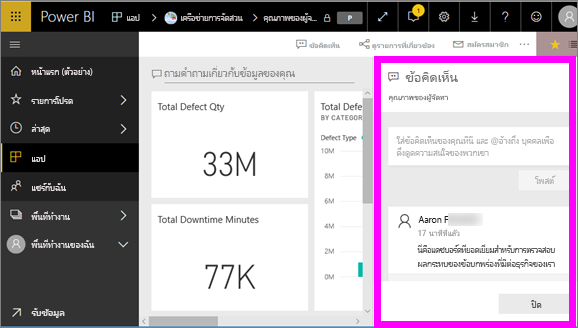 Power BI
แอป
เครือข่ายการจัดสวน
คุณภาพของผู้จั...
P
1
ข้อคิดเห็น
ดูรายการที่เกี่ยวข้อง
สมัครสมาชิก
หน้าแรก (ตัวอย่าง)
รายการโปรด
ล่าสุด
แอป
แชร์กับฉัน
พื้นที่ทำงาน
พื้นที่ทำงานของฉัน
รับข้อมูล
ถามคำถามเกี่ยวกับข้อมูลของคุณ
Total Defect Qty
33M
Total Downtime Minutes
77K
Total Defe
BY CATEGOR
Defect Type
10M
8M
6M
4M
2M
0M
ข้อคิดเห็น
คุณภาพของผู้จัดหา
ใส่ข้อคิดเห็นของคุณที่นี่ และ @อ้างถึง บุคคลเพื่อ
ดึงดูดความสนใจของพวกเขา
โพสต์
Aaron F
17 นาทีที่แล้ว
นี่คือแดชบอร์ดที่ยอดเยี่ยมสำหรับการตรวจสอบ
ผลกระทบของข้อบกพร่องที่มีต่อธุรกิจของเรา
ปิด